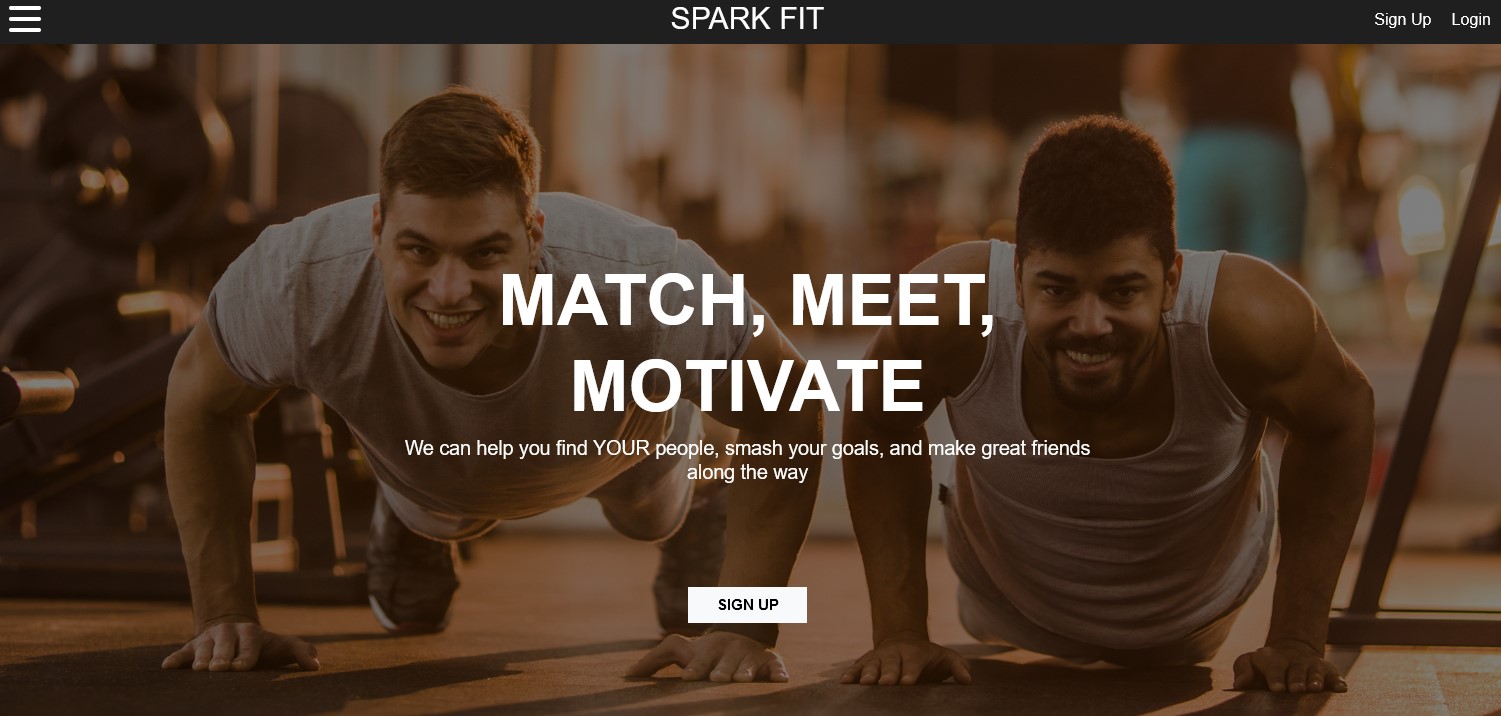 SPARK FIT
Sign Up Login
MATCH, MEET,
MOTIVATE
We can help you find YOUR people, smash your goals, and make great friends
along the way
SIGN UP